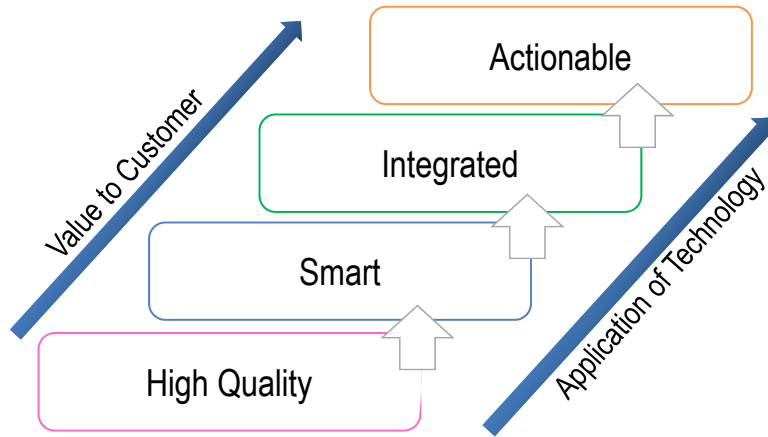 Actionable
Value to Customer
Integrated
Smart
Application of Technology
High Quality